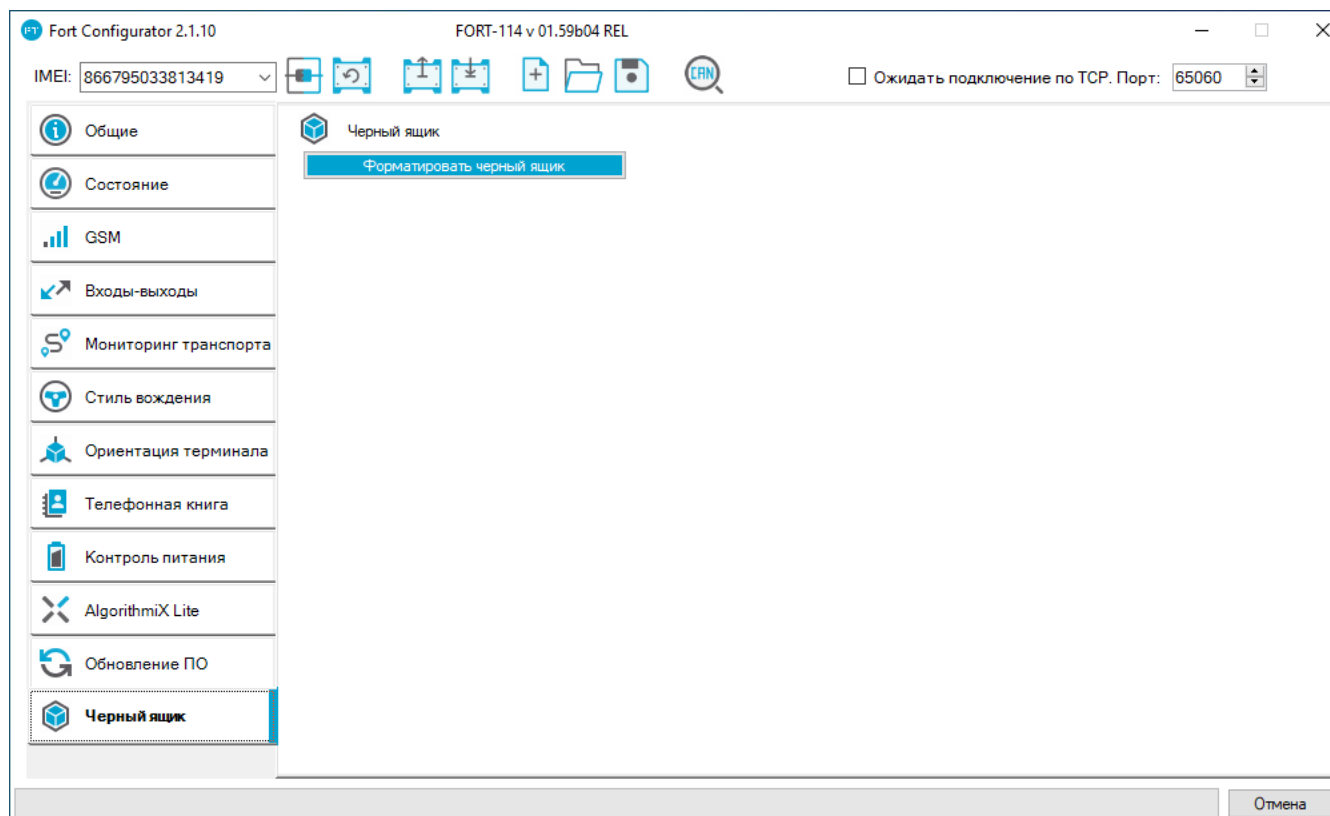 FT Fort Configurator 2.1.10 FORT-114 v 01.59b04 REL
IMEI: 866795033813419 CAN Ожидать подключение по TCP. Порт: 65060
Общие
Состояние
GSM
Входы-выходы
Мониторинг транспорта
Стиль вождения
Ориентация терминала
Телефонная книга
Контроль питания
AlgorithmiX Lite
Обновление ПО
Черный ящик
Черный ящик
Форматировать черный ящик
Отмена